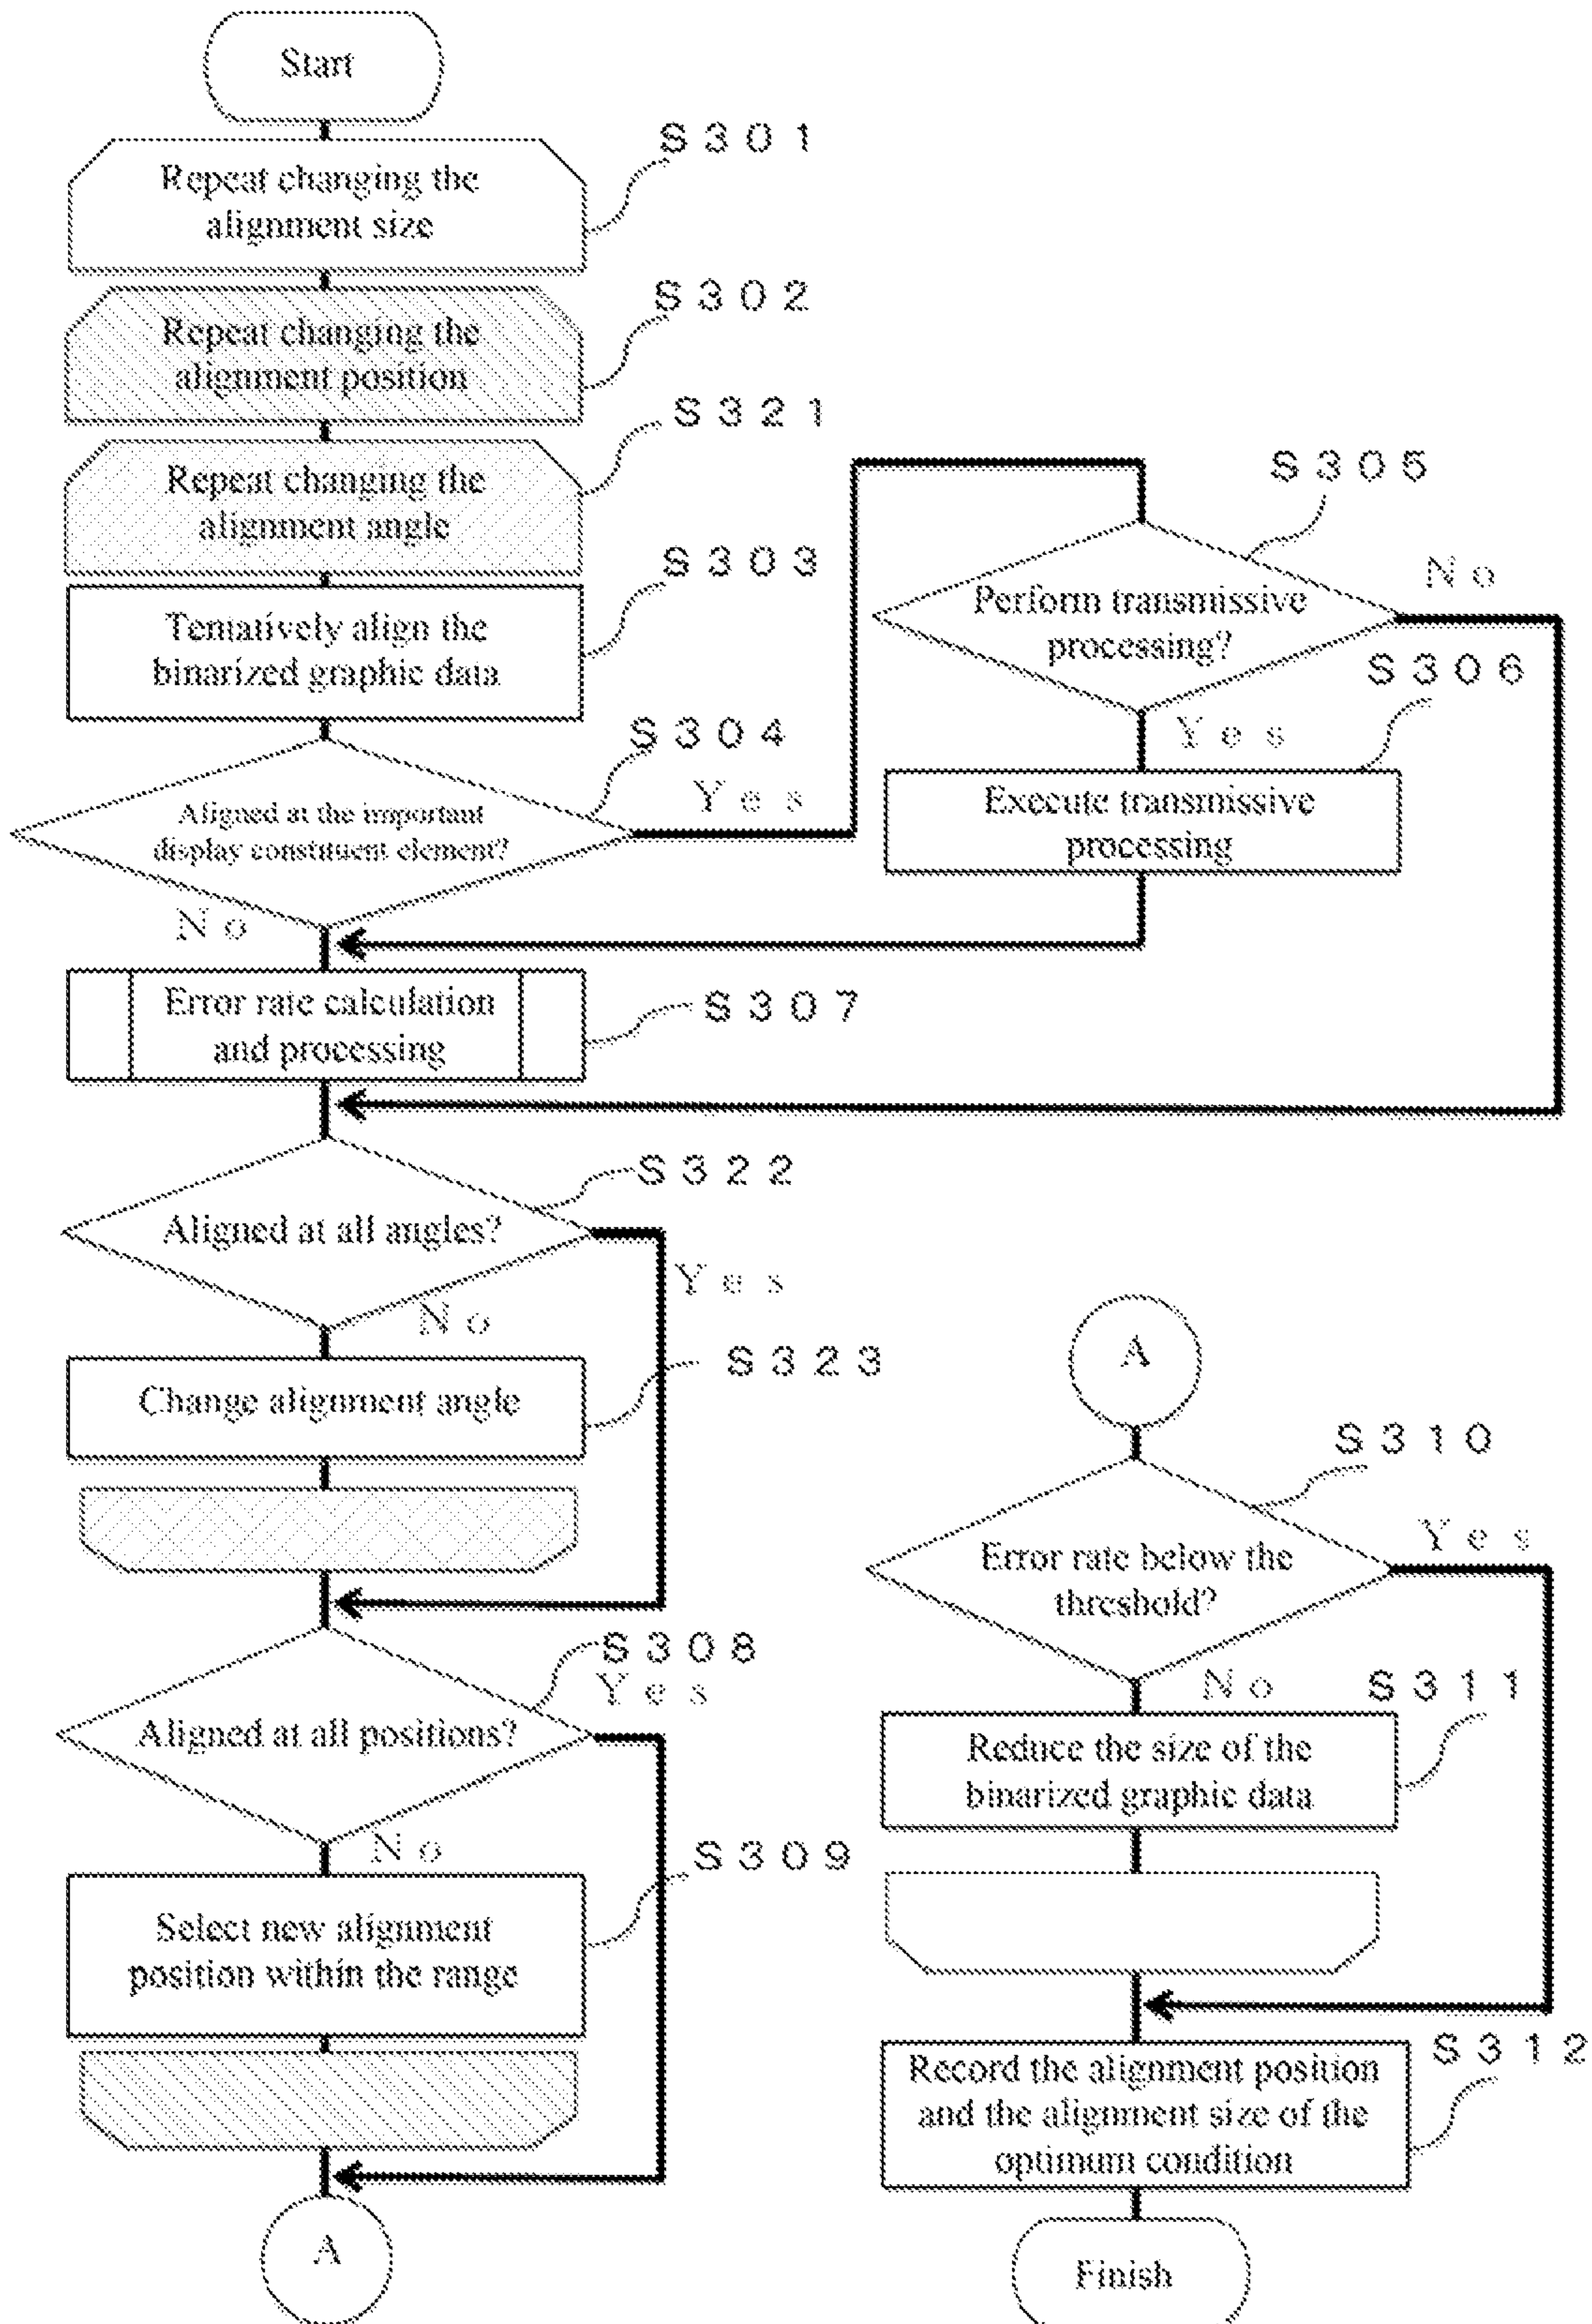 Start
S301
Repeat changing the
alignment size
S302
Repeat changing the
alignment position
S321
Repeat changing the
alignment angle
S303
Tentatively align the
binarized graphic data
S304
Aligned at the important
display constituent element?
Yes
No
S305
Perform transmissive
processing?
No
Yes
S306
Execute transmissive
processing
S307
Error rate calculation
and processing
S322
Aligned at all angles?
Yes
No
S323
Change alignment angle
S308
Yes
Aligned at all positions?
No
S309
Select new alignment
position within the range
A
A
S310
Error rate below the
threshold?
Yes
No
S311
Reduce the size of the
binarized graphic data
S312
Record the alignment position
and the alignment size of the
optimum condition
Finish